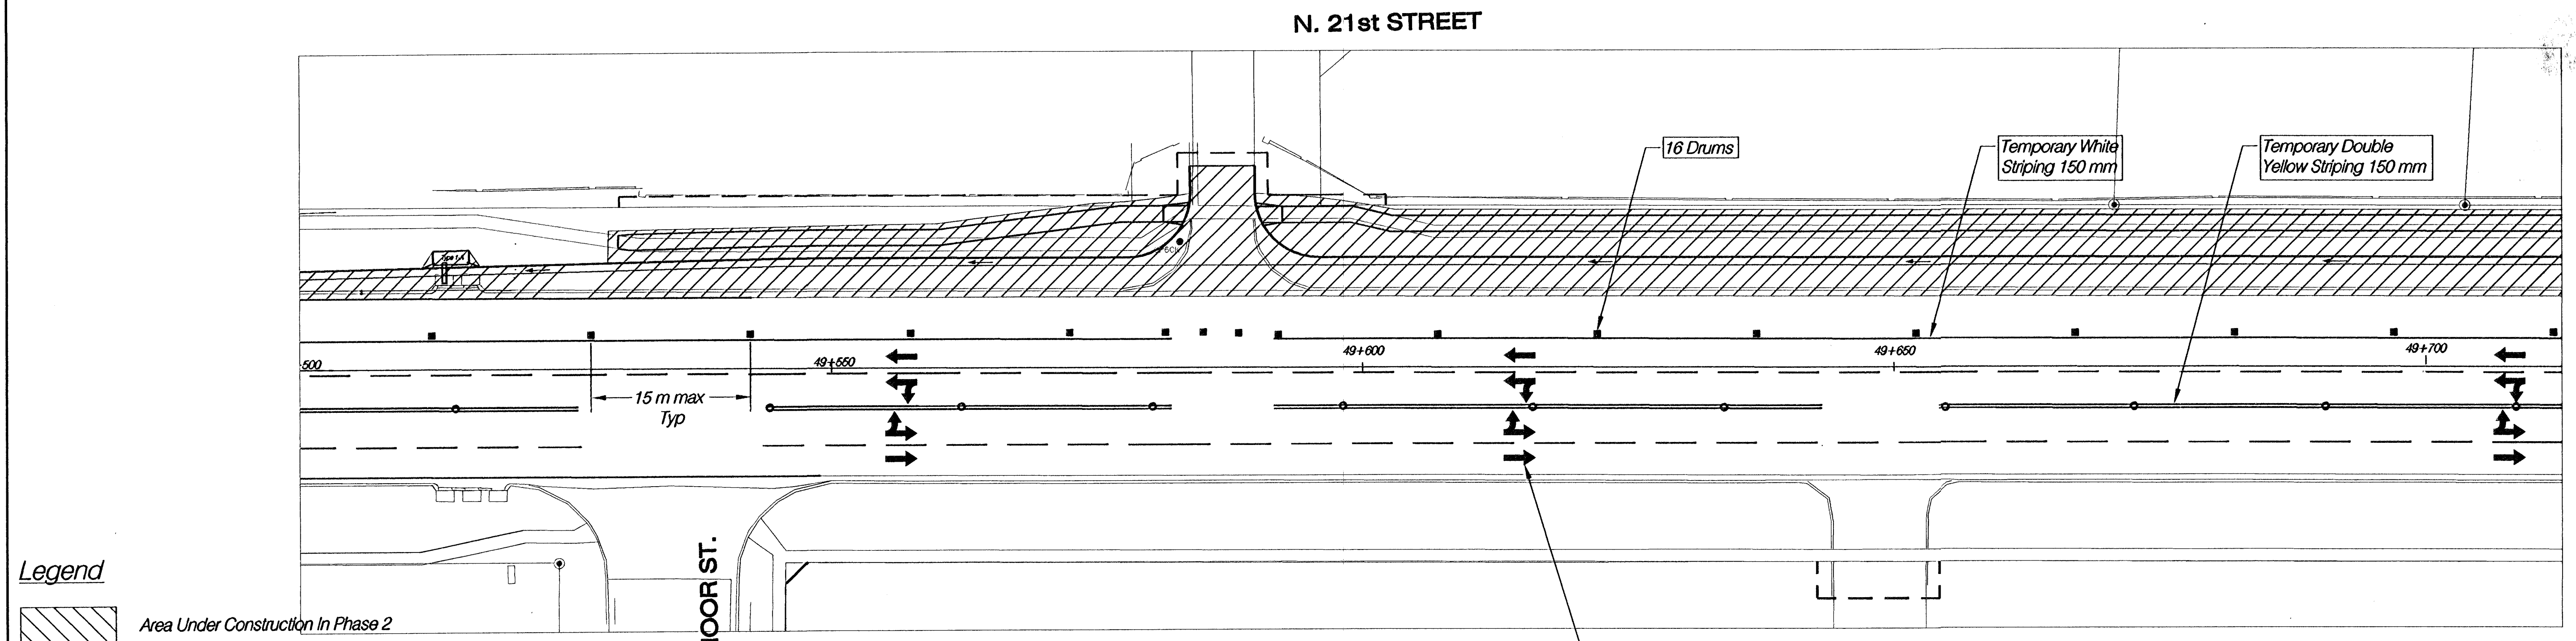 N. 21st STREET
16 Drums
Temporary White
Striping 150 mm
Temporary Double
Yellow Striping 150 mm
500
49+550
49+600
49+650
49+700
15 m max
Typ
OOR ST.
Legend
Area Under Construction In Phase 2